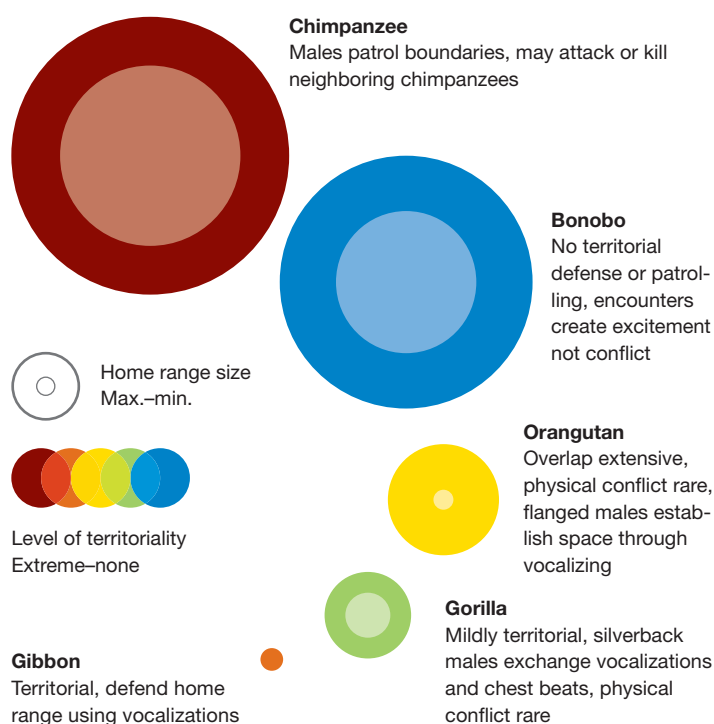 Chimpanzee
Males patrol boundaries, may attack or kill
neighboring chimpanzees
Bonobo
No territorial
defense or patrol-
ling, encounters
create excitement
not conflict
Home range size
Max.–min.
Level of territoriality
Extreme–none
Orangutan
Overlap extensive,
physical conflict rare,
flanged males estab-
lish space through
vocalizing
Gorilla
Mildly territorial, silverback
males exchange vocalizations
and chest beats, physical
conflict rare
Gibbon
Territorial, defend home
range using vocalizations